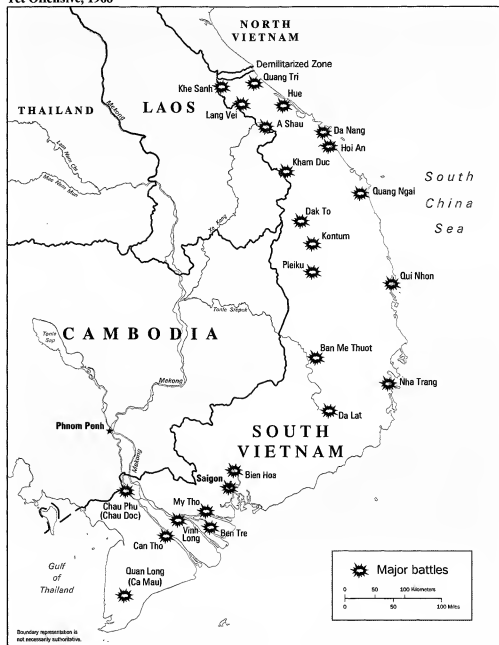 Tet Offensive, 1968
NORTH
VIETNAM
Demilitarized Zone
Quang Tri
Khe Sanh
Hue
THAILAND
Mekong
LAOS
Lang Vei
A Shau
Da Nang
Hoi An
Kham Duc
Quang Ngai
South
China
Sea
Dak To
Xe Kong
Kontum
Pleiku
Qui Nhon
CAMBODIA
Tonle
Sap
Ban Me Thuot
Mekong
Nha Trang
Da Lat
Phnom Penh
SOUTH
VIETNAM
Mekong
Bien Hoa
Saigon
Chau Phu
(Chau Doc)
My Tho
Vinh
Long
Ben Tre
Can Tho
Gulf
of
Thailand
Quan Long
(Ca Mau)
Major battles
0 50 100 Kilometers
0 50 100 Miles
Boundary representation is
not necessarily authoritative.